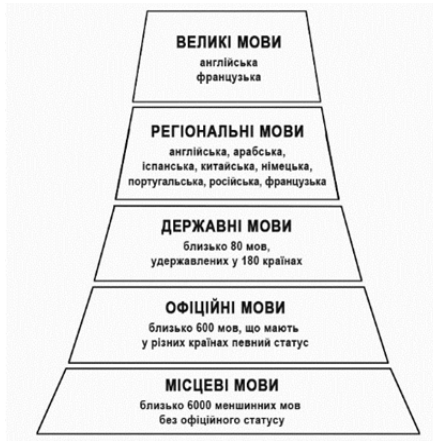 ВЕЛИКІ МОВИ
англійська
французька
РЕГІОНАЛЬНІ МОВИ
англійська, арабська,
іспанська, китайська, німецька,
португальська, російська, французька
ДЕРЖАВНІ МОВИ
близько 80 мов,
удержавлених у 180 країнах
ОФІЦІЙНІ МОВИ
близько 600 мов, що мають
у різних країнах певний статус
МІСЦЕВІ МОВИ
близько 6000 меншинних мов
без офіційного статусу